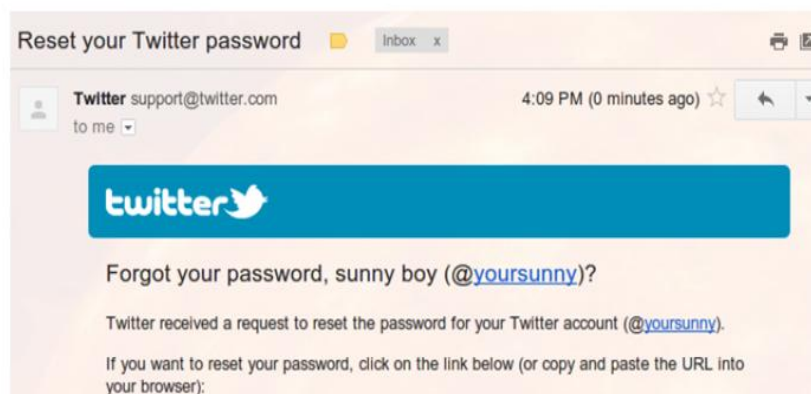 Reset your Twitter password Inbox x
Twitter support@twitter.com 4:09 PM (0 minutes ago)
to me
twitter
Forgot your password, sunny boy (@yoursunny)?
Twitter received a request to reset the password for your Twitter account (@yoursunny).
If you want to reset your password, click on the link below (or copy and paste the URL into
your browser):